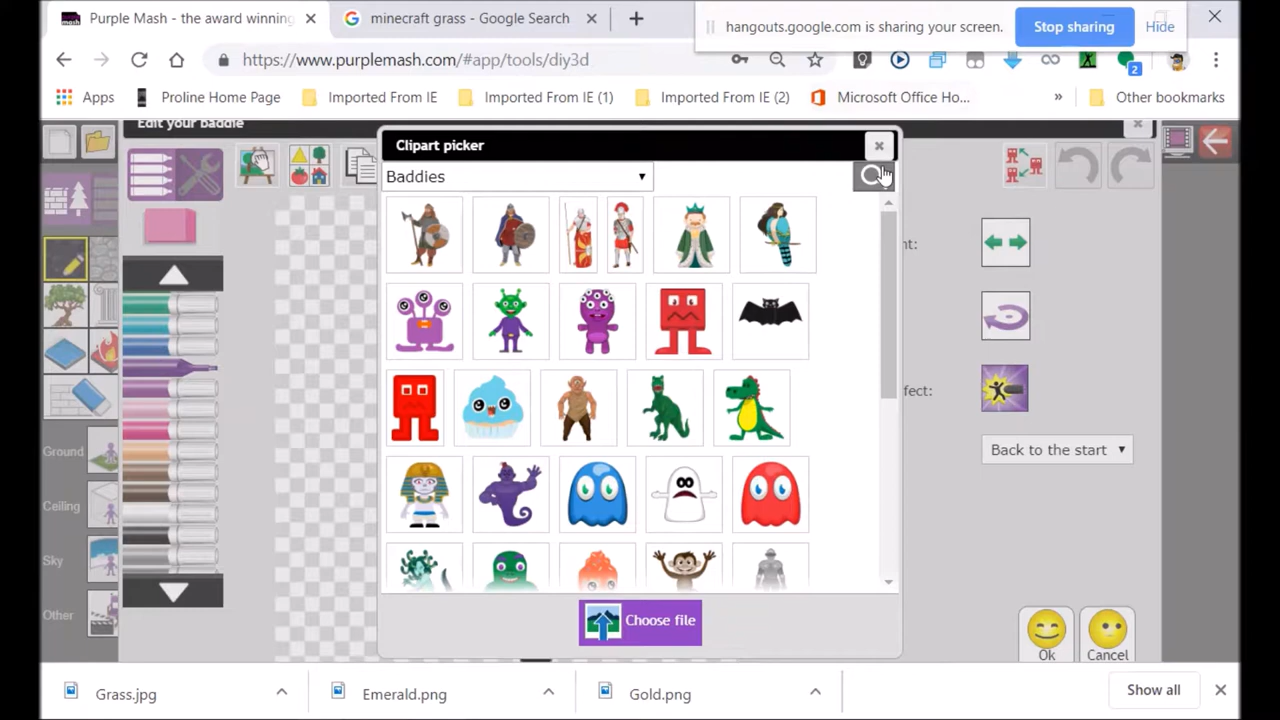 Purple Mash - the award winning
minecraft grass - Google Search
hangouts.google.com is sharing your screen.
Stop sharing
Hide
https://www.purplemash.com/#app/tools/diy3d
2
Apps
Proline Home Page
Imported From IE
Imported From IE (1)
Imported From IE (2)
Microsoft Office Ho...
»
Other bookmarks
Edit your baddie
Clipart picker
Baddies
Ground
Ceiling
Sky
Other
nt:
fect:
Back to the start
Choose file
Ok
Cancel
Grass.jpg
Emerald.png
Gold.png
Show all